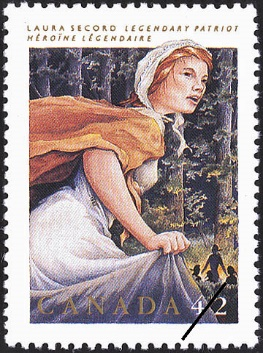 LAURA SECORD LEGENDARY PATRIOT
HÉROÏNE LÉGENDAIRE
CANADA 42